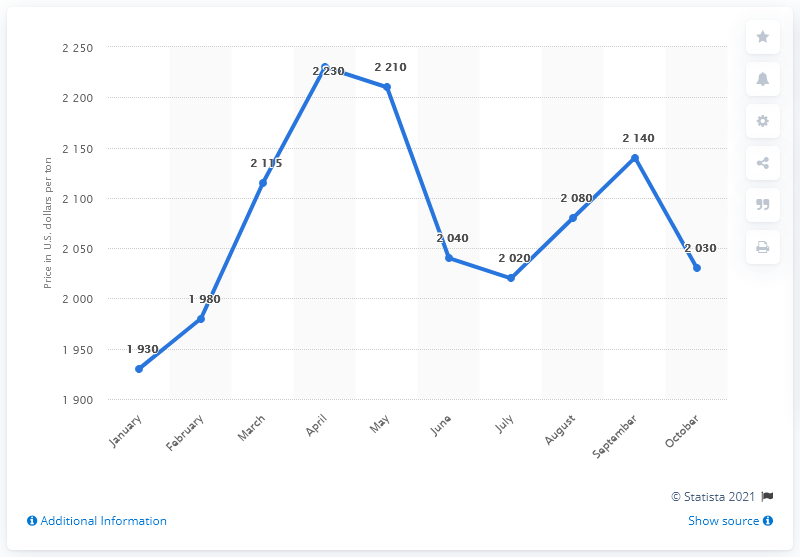 2 250
2 200
2 150
2 100
2 050
2 000
1 950
1 900
Price in U.S. dollars per ton
1 930
1 980
2 115
2 230
2 210
2 040
2 020
2 080
2 140
2 030
January
February
March
April
May
June
July
August
September
October
© Statista 2021
Additional Information
Show source